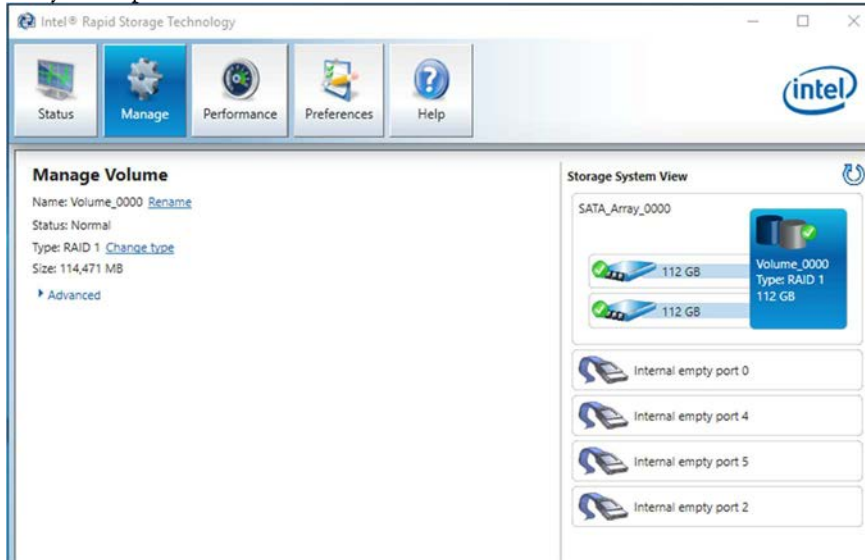 Intel® Rapid Storage Technology
Status
Manage
Performance
Preferences
Help
intel
Manage Volume
Name: Volume_0000 Rename
Status: Normal
Type: RAID 1 Change type
Size: 114,471 MB
Advanced
Storage System View
SATA_Array_0000
112 GB
112 GB
Volume_0000
Type: RAID 1
112 GB
Internal empty port 0
Internal empty port 4
Internal empty port 5
Internal empty port 2